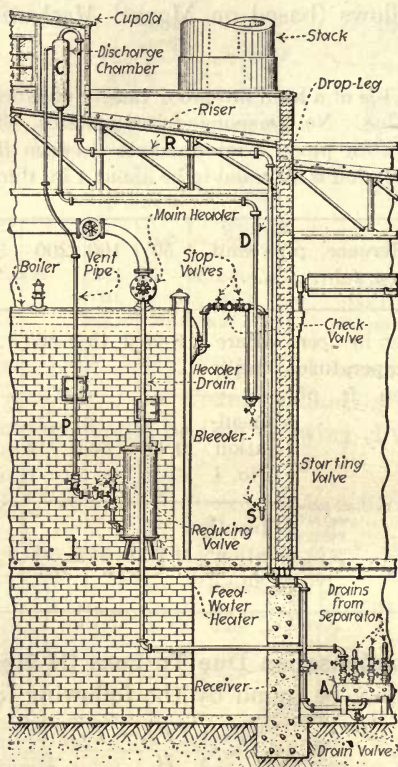 Cupola
Discharge
Chamber
C
Stack
Drop-Leg
Riser
R
Main Header
D
Boiler
Vent
Pipe
Stop
Valves
Check-
Valve
Header
Drain
P
Bleeder
Starting
Valve
S
Reducing
Valve
I
I
Feed-
Water
Heater
Drains
from
Separator
Receiver
A
Drain Valve